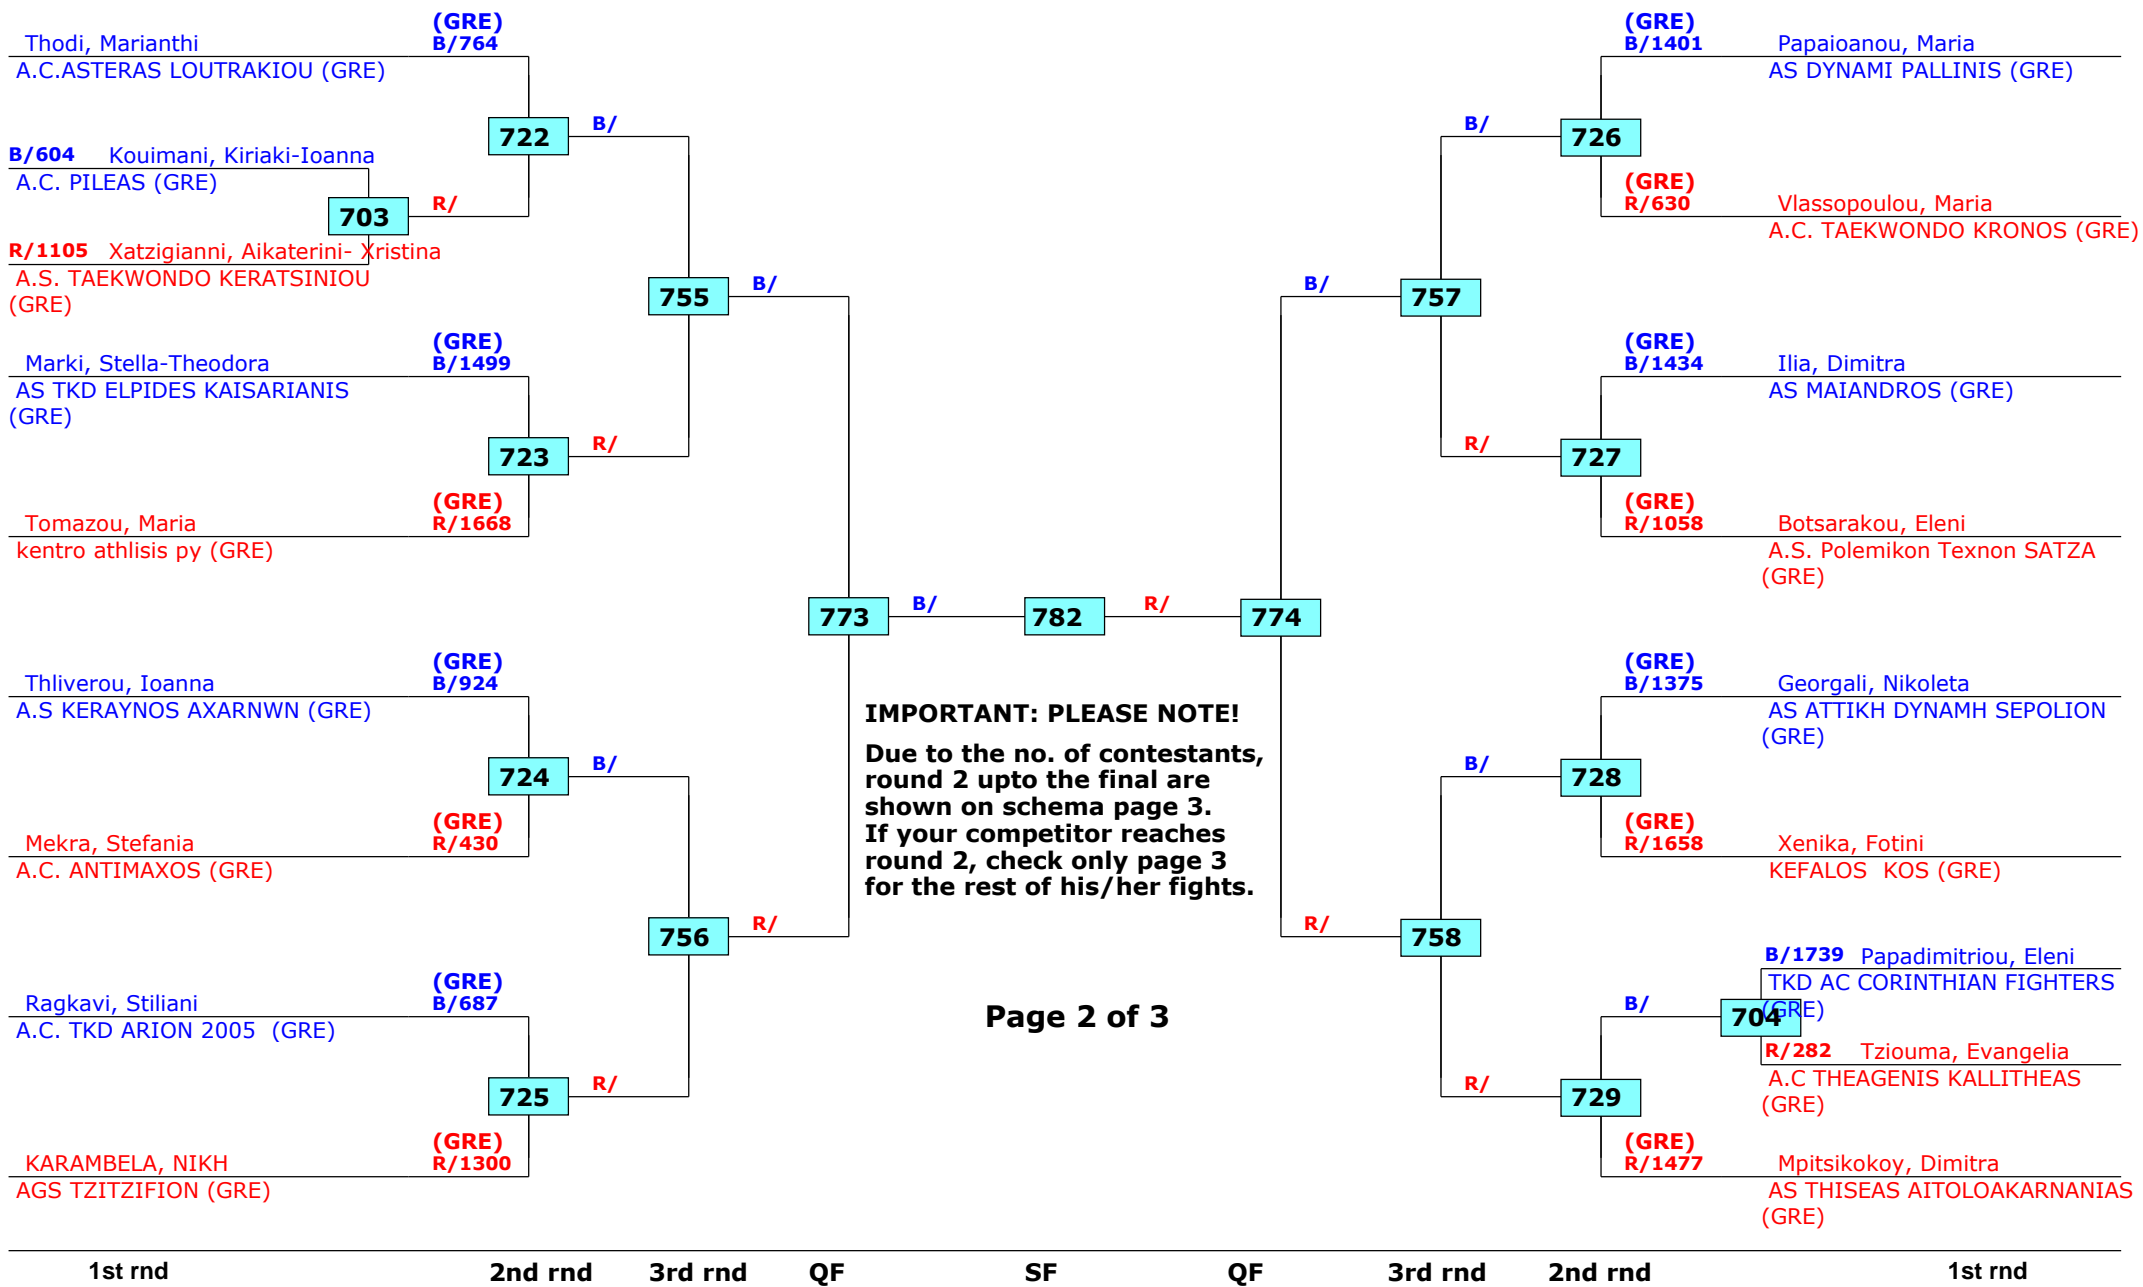 (GRE)
Thodi, Marianthi B/764
A.C.ASTERAS LOUTRAKIOU (GRE)
722 B/
B/604 Kouimani, Kiriaki-Ioanna
A.C. PILEAS (GRE)
703 R/
R/1105 Xatzigianni, Aikaterini- Xristina
A.S. TAEKWONDO KERATSINIOU
(GRE)
755 B/
(GRE)
Marki, Stella-Theodora B/1499
AS TKD ELPIDES KAISARIANIS
(GRE)
723 R/
(GRE)
Tomazou, Maria R/1668
kentro athlisis py (GRE)
773 B/ 782 R/ 774
(GRE)
Thliverou, Ioanna B/924
A.S KERAYNOS AXARNWN (GRE)
724 B/
(GRE)
Mekra, Stefania R/430
A.C. ANTIMAXOS (GRE)
756 R/
(GRE)
Ragkavi, Stiliani B/687
A.C. TKD ARION 2005 (GRE)
725 R/
(GRE)
KARAMBELA, NIKH R/1300
AGS TZITZIFION (GRE)
IMPORTANT: PLEASE NOTE!
Due to the no. of contestants,
round 2 upto the final are
shown on schema page 3.
If your competitor reaches
round 2, check only page 3
for the rest of his/her fights.
Page 2 of 3
(GRE)
B/1401 Papaioanou, Maria
AS DYNAMI PALLINIS (GRE)
B/ 726
(GRE)
R/630 Vlassopoulou, Maria
A.C. TAEKWONDO KRONOS (GRE)
B/ 757
(GRE)
B/1434 Ilia, Dimitra
AS MAIANDROS (GRE)
R/ 727
(GRE)
R/1058 Botsarakou, Eleni
A.S. Polemikon Texnon SATZA
(GRE)
(GRE)
B/1375 Georgali, Nikoleta
AS ATTIKH DYNAMH SEPOLION
(GRE)
B/ 728
(GRE)
R/1658 Xenika, Fotini
KEFALOS KOS (GRE)
R/ 758
B/1739 Papadimitriou, Eleni
TKD AC CORINTHIAN FIGHTERS
(GRE)
B/ 704
R/282 Tziouma, Evangelia
A.C THEAGENIS KALLITHEAS
(GRE)
R/ 729
(GRE)
R/1477 Mpitsikokoy, Dimitra
AS THISEAS AITOLOAKARNANIAS
(GRE)
1st rnd 2nd rnd 3rd rnd QF SF QF 3rd rnd 2nd rnd 1st rnd